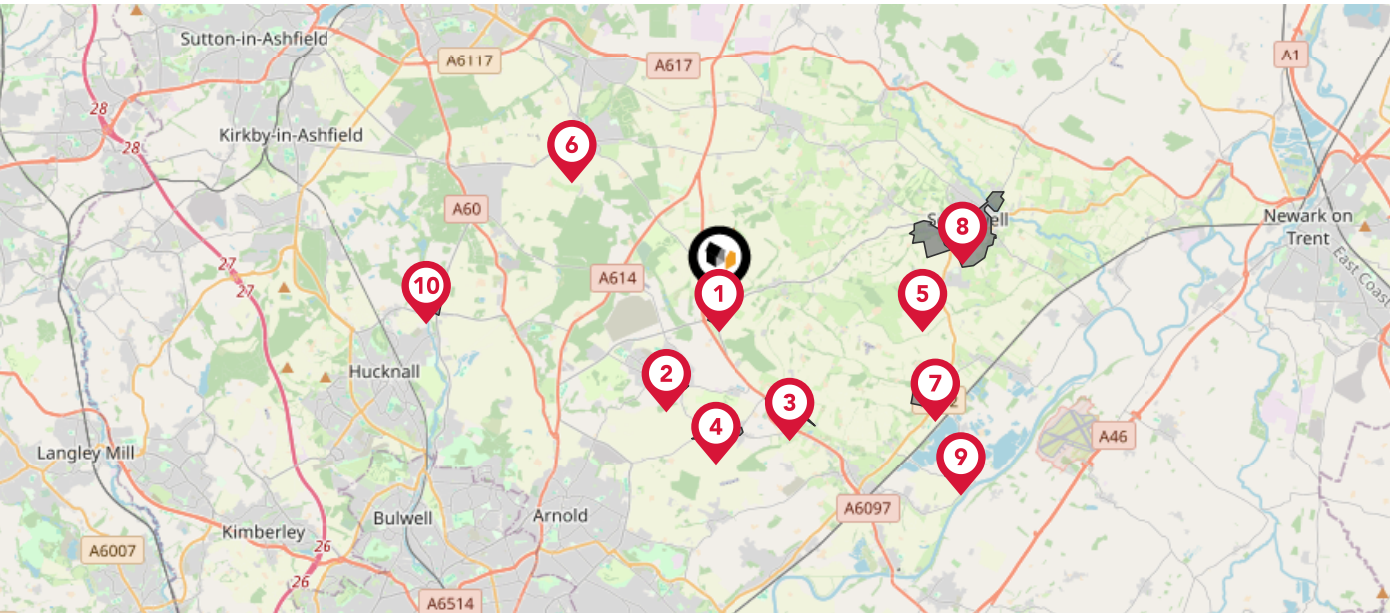 Sutton-in-Ashfield
A6117
A617
A1
28
28
Kirkby-in-Ashfield
6
A60
8
Newark on
Trent
27
27
A614
10
1
5
East Coas
Hucknall
2
7
3
4
A46
9
Langley Mill
A6097
Kimberley
Bulwell
Arnold
A6007
26
26
A6514